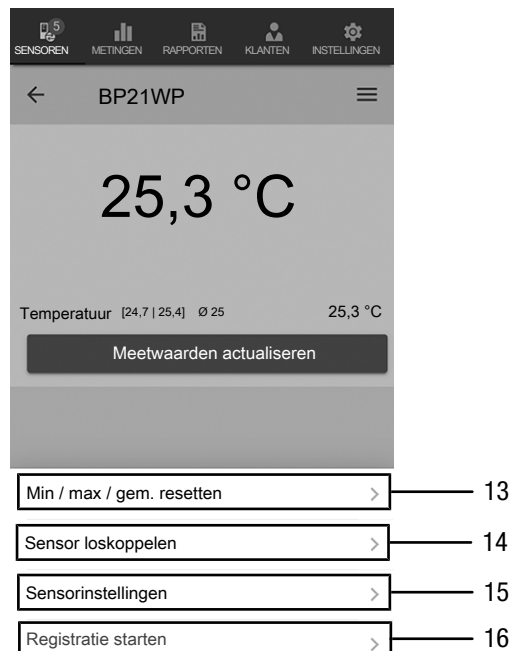 5
SENSOREN METINGEN RAPPORTEN KLANTEN INSTELLINGEN
BP21WP
25,3 °C
Temperatuur [24,7 | 25,4] Ø 25 25,3 °C
Meetwaarden actualiseren
Min / max / gem. resetten 13
Sensor loskoppelen 14
Sensorinstellingen 15
Registratie starten 16